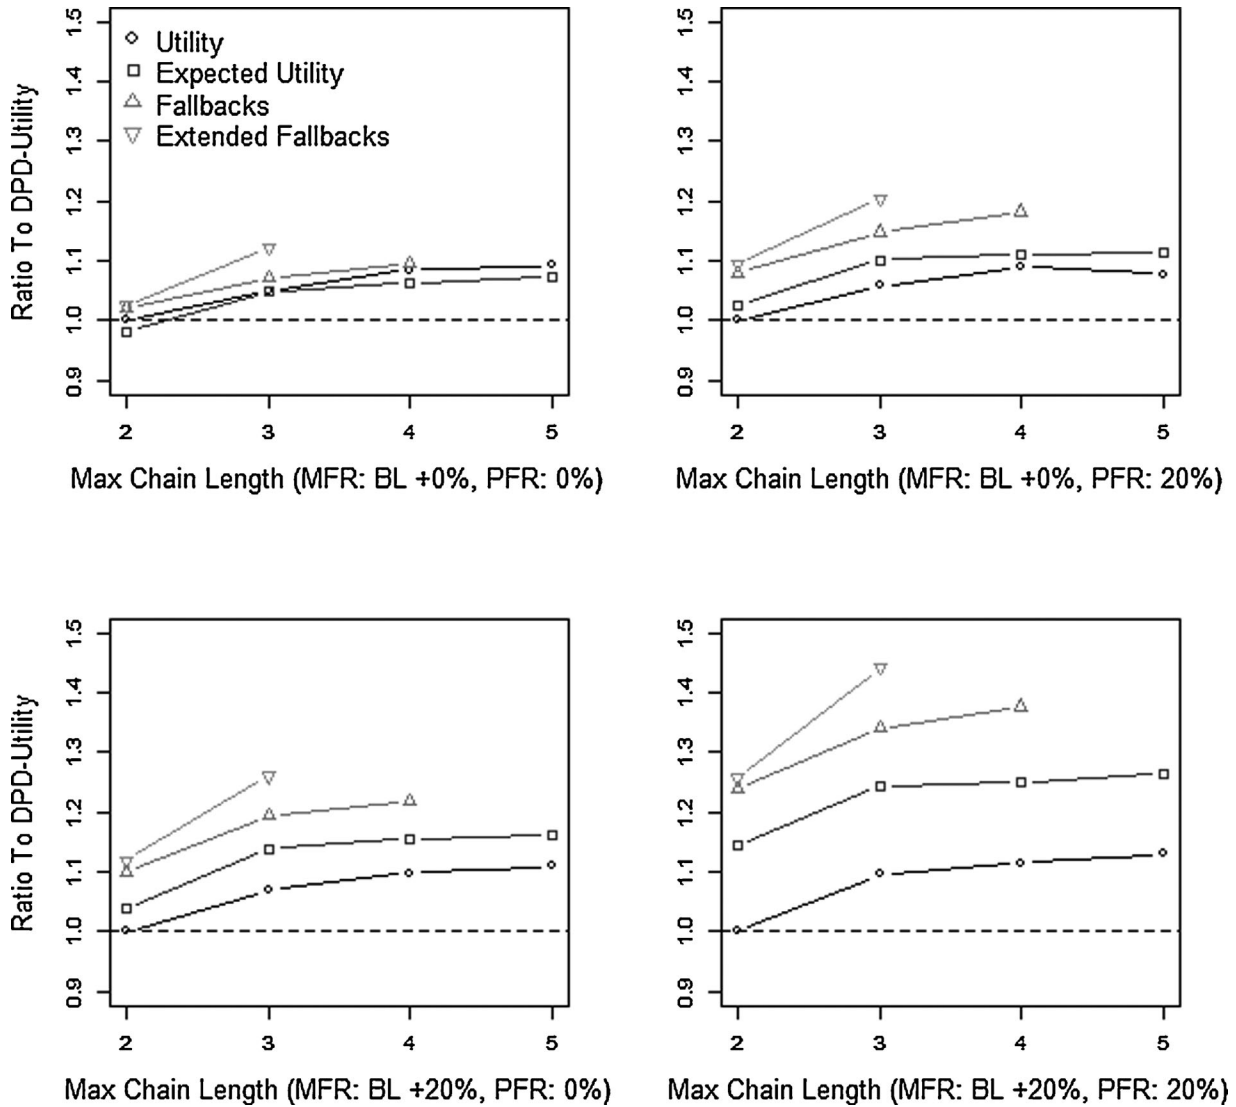 Ratio To DPD-Utility
1.5
1.4
1.3
1.2
1.1
1.0
0.9
Utility
Expected Utility
Fallbacks
Extended Fallbacks
2 3 4 5
Max Chain Length (MFR: BL +0%, PFR: 0%)
1.5
1.4
1.3
1.2
1.1
1.0
0.9
2 3 4 5
Max Chain Length (MFR: BL +0%, PFR: 20%)
Ratio To DPD-Utility
1.5
1.4
1.3
1.2
1.1
1.0
0.9
2 3 4 5
Max Chain Length (MFR: BL +20%, PFR: 0%)
1.5
1.4
1.3
1.2
1.1
1.0
0.9
2 3 4 5
Max Chain Length (MFR: BL +20%, PFR: 20%)